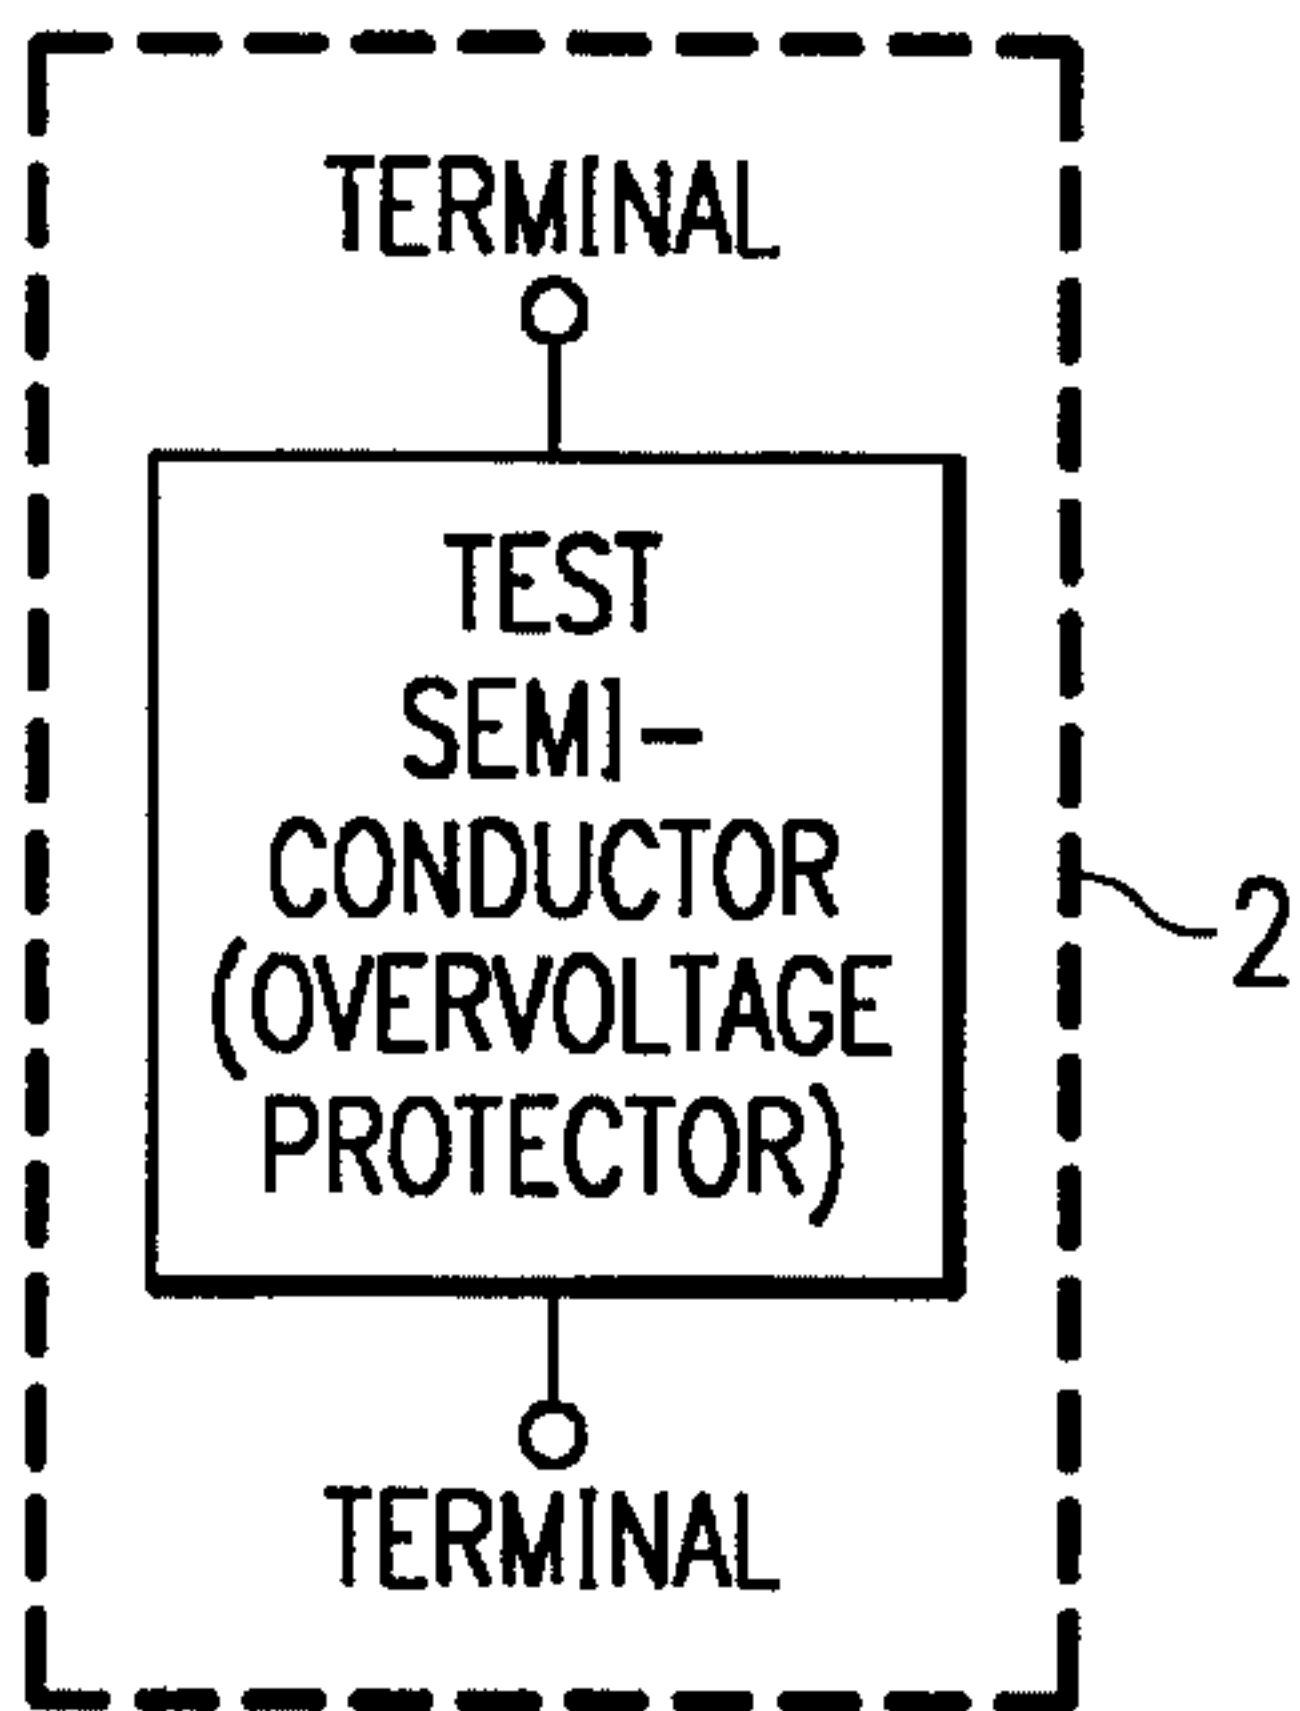 TERMINAL
TEST
SEMI-
CONDUCTOR
(OVERVOLTAGE
PROTECTOR)
2
TERMINAL